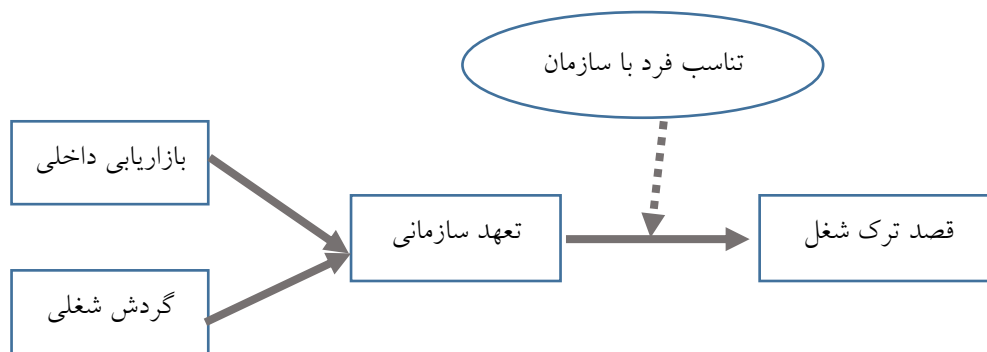 تناسب فرد با سازمان
بازاریابی داخلی
تعهد سازمانی
قصد ترک شغل
گردش شغلی